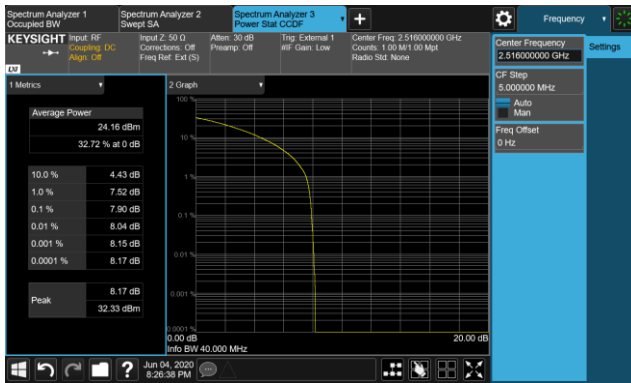 Spectrum Analyzer 1
Occupied BW
Spectrum Analyzer 2
Swept SA
Spectrum Analyzer 3
Power Stat CCDF
Frequency
KEYSIGHT
Input: RF
Coupling: DC
Align: Off
Input Z: 50 Ω
Corrections: Off
Freq Ref: Ext (S)
Atten: 30 dB
Preamp: Off
Trig: External 1
#IF Gain: Low
Center Freq: 2.516000000 GHz
Counts: 1.00 M/1.00 Mpt
Radio Std: None
LXI
Center Frequency
2.516000000 GHz
Settings
CF Step
5.000000 MHz
Auto
Man
Freq Offset
0 Hz
1 Metrics
Average Power
24.16 dBm
32.72 % at 0 dB
10.0 % 4.43 dB
1.0 % 7.52 dB
0.1 % 7.90 dB
0.01 % 8.04 dB
0.001 % 8.15 dB
0.0001 % 8.17 dB
Peak
8.17 dB
32.33 dBm
2 Graph
100 %
10 %
1 %
0.1 %
0.01 %
0.001 %
0.0001 %
0.00 dB
20.00 dB
Info BW 40.000 MHz
?
Jun 04, 2020
8:26:38 PM